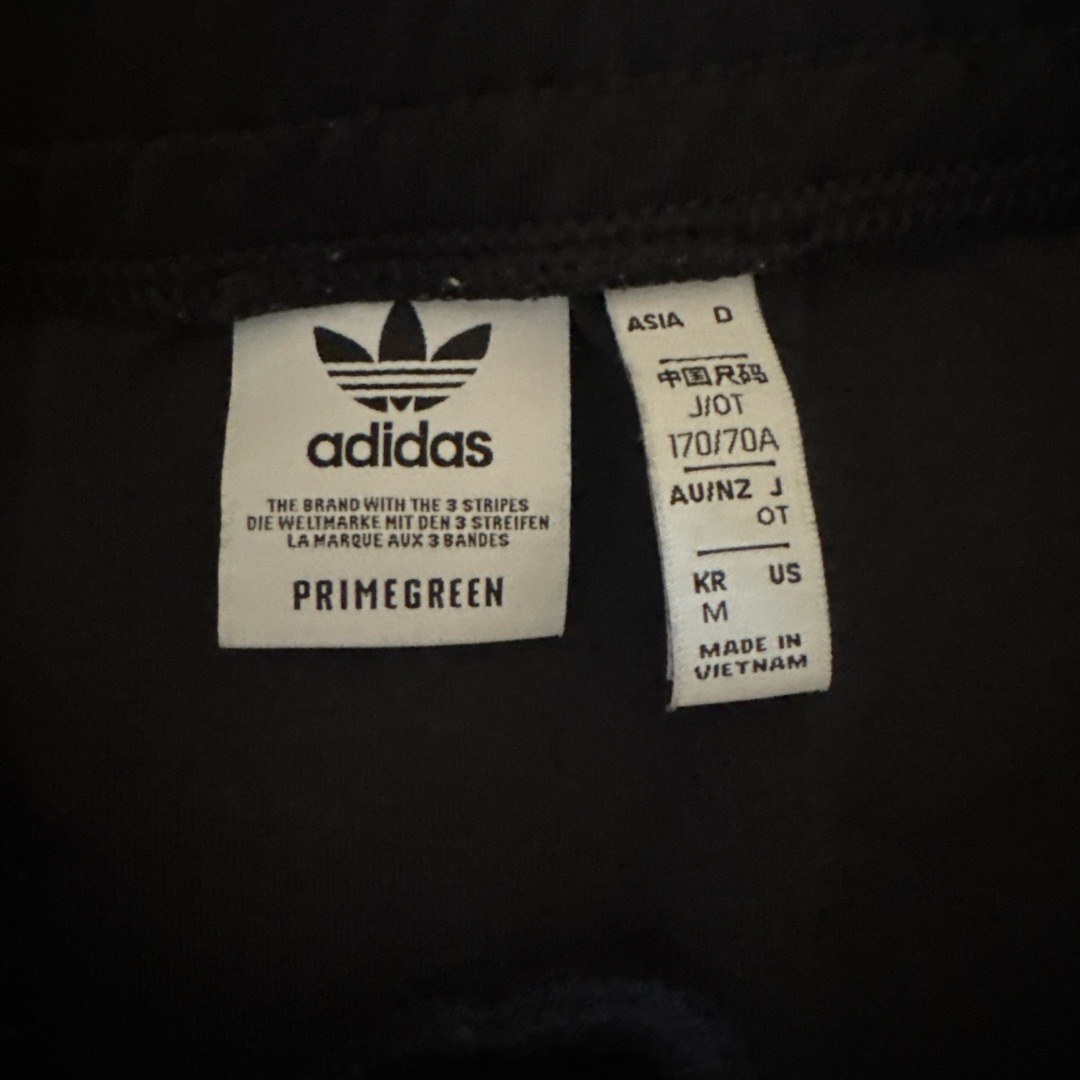 adidas
THE BRAND WITH THE 3 STRIPES
DIE WELTMARKE MIT DEN 3 STREIFEN
LA MARQUE AUX 3 BANDES
PRIMEGREEN
ASIA D
中国尺码
J/OT
170/70A
AU/NZ J
OT
KR US
M
MADE IN
VIETNAM